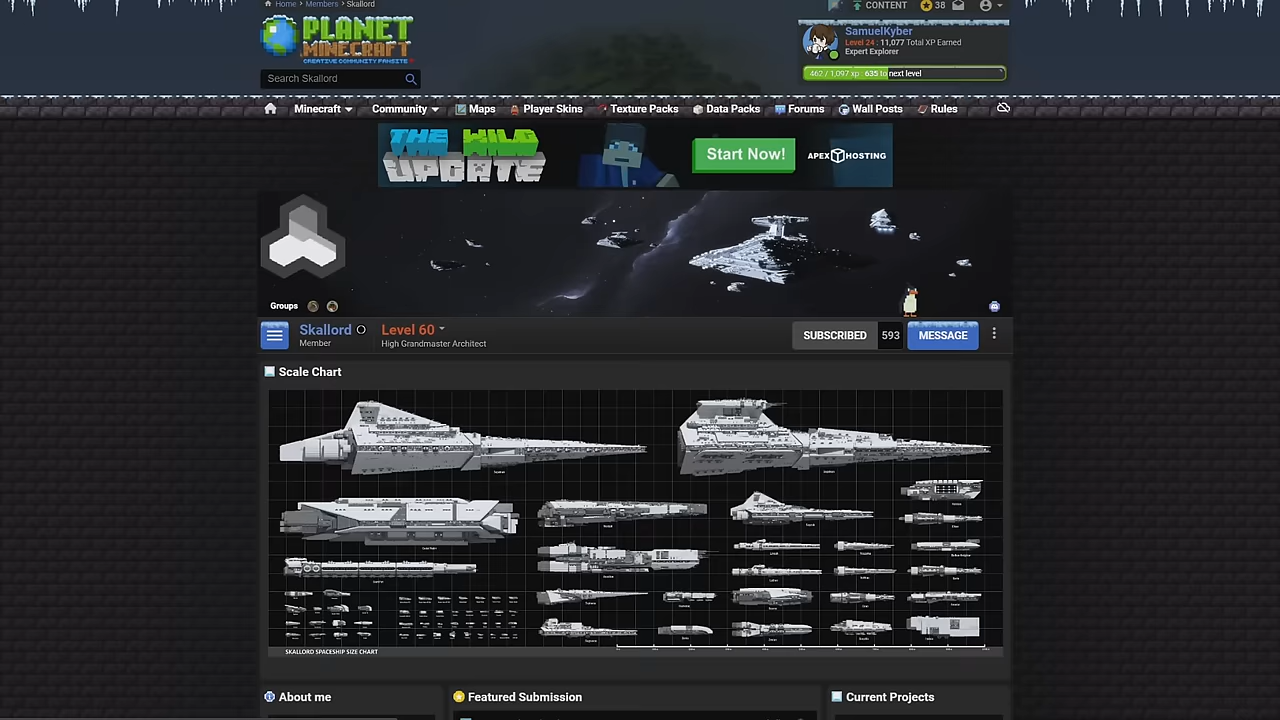 Home › Members › Skallord
CONTENT 38
PLANET
MINECRAFT
CREATIVE COMMUNITY FANSITE
SamuelKyber
Level 24 : 11,077 Total XP Earned
Expert Explorer
462 / 1,097 xp : 635 to next level
Search Skallord
Minecraft Community Maps Player Skins Texture Packs Data Packs Forums Wall Posts Rules
THE WILD
UPDATE
Start Now!
APEX HOSTING
Groups
Skallord Level 60
Member High Grandmaster Architect
SUBSCRIBED 593 MESSAGE
Scale Chart
SKALLORD SPACESHIP SIZE CHART
About me Featured Submission Current Projects